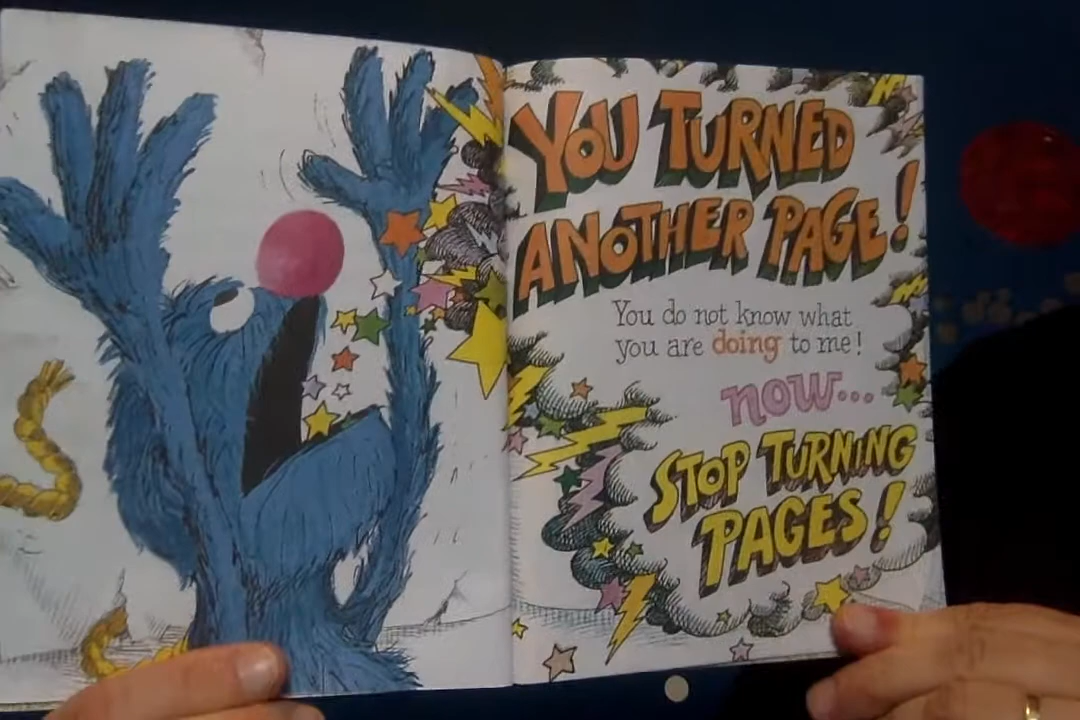 YOU TURNED
ANOTHER PAGE!
You do not know what
you are doing to me!
now...
STOP TURNING
PAGES!